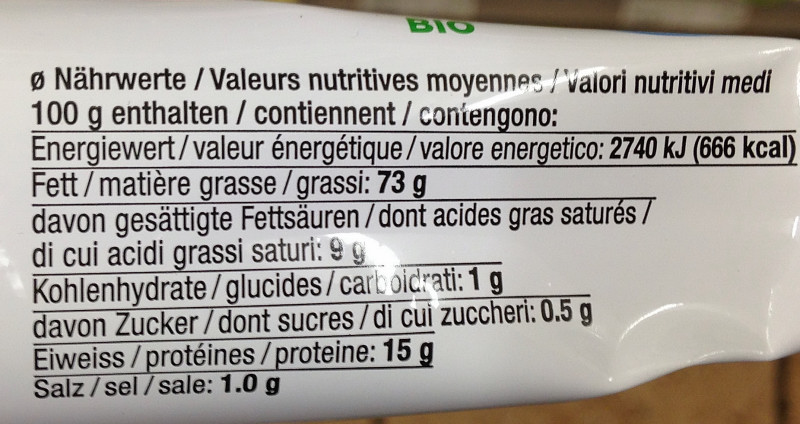 BIO
ø Nährwerte / Valeurs nutritives moyennes / Valori nutritivi medi
100 g enthalten / contiennent / contengono:
Energiewert / valeur énergétique / valore energetico: 2740 kJ (666 kcal)
Fett / matière grasse / grassi: 73 g
davon gesättigte Fettsäuren / dont acides gras saturés /
di cui acidi grassi saturi: 9 g
Kohlenhydrate / glucides / carboidrati: 1 g
davon Zucker / dont sucres / di cui zuccheri: 0.5 g
Eiweiss / protéines / proteine: 15 g
Salz / sel / sale: 1.0 g